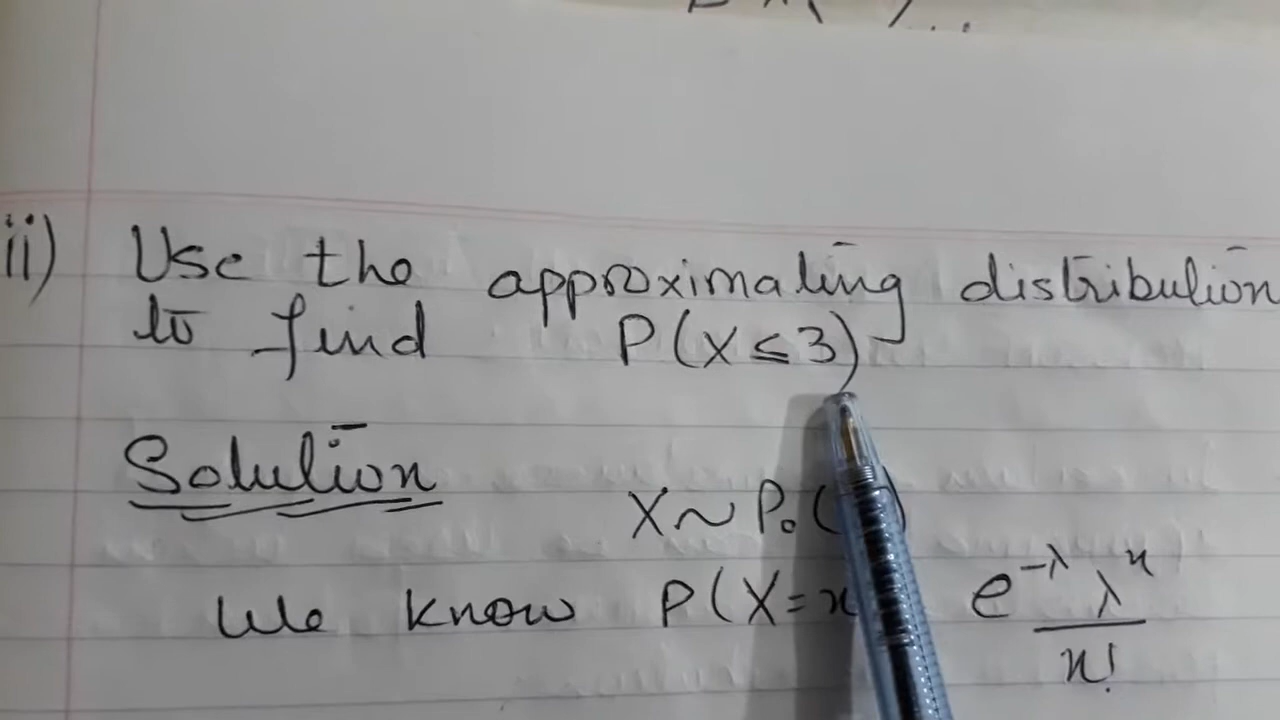 ii) Use the approximating distribution
to find P(X ≤ 3)
Solution
X ~ Po( )
We know P(X = x e^-λ λ^x / x!